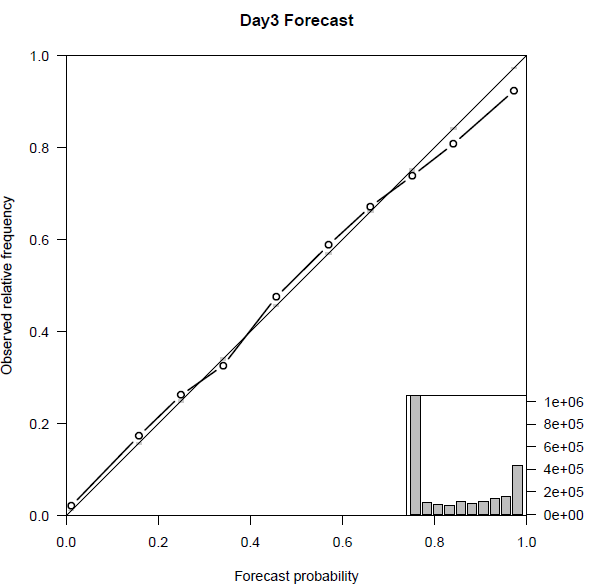 Day3 Forecast
Observed relative frequency
1.0
0.8
0.6
0.4
0.2
0.0
1e+06
8e+05
6e+05
4e+05
2e+05
0e+00
0.0 0.2 0.4 0.6 0.8 1.0
Forecast probability